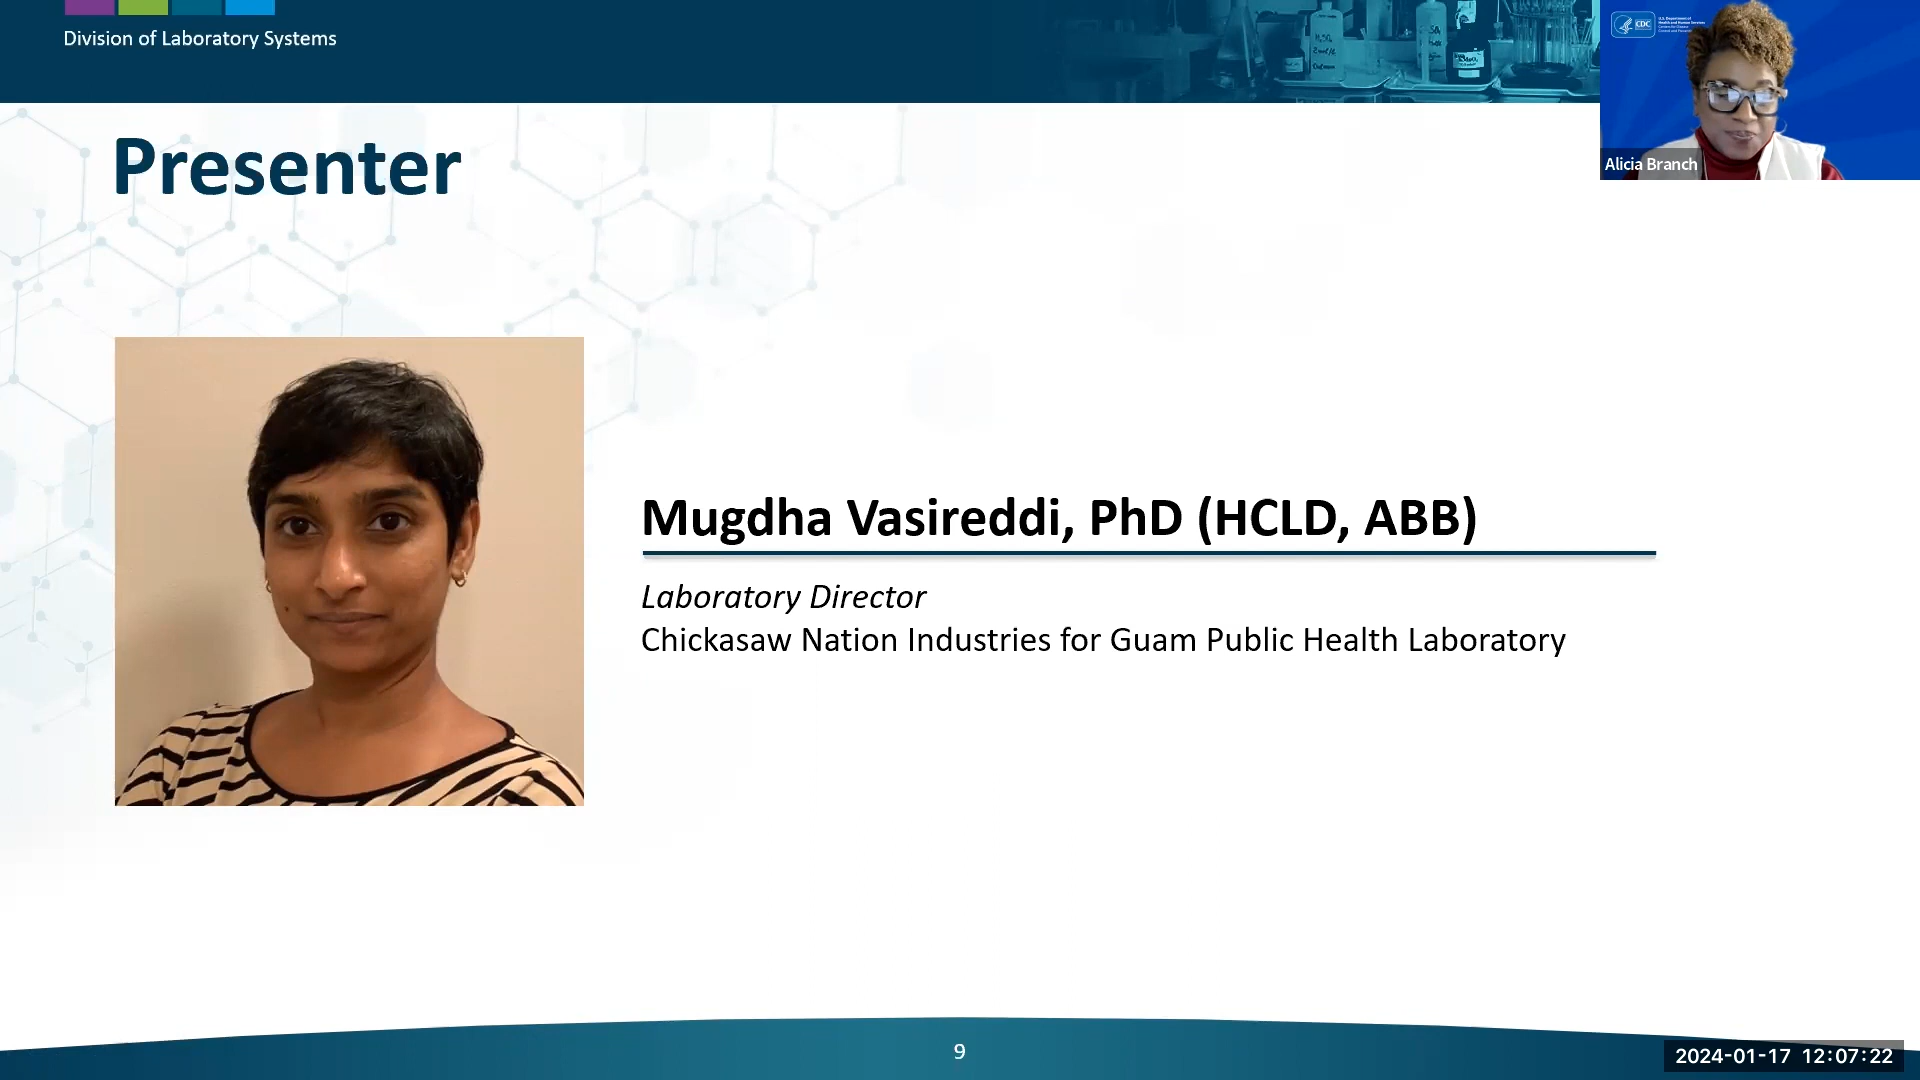 Division of Laboratory Systems
CDC
Alicia Branch
Presenter
Mugdha Vasireddi, PhD (HCLD, ABB)
Laboratory Director
Chickasaw Nation Industries for Guam Public Health Laboratory
9
2024-01-17 12:07:22